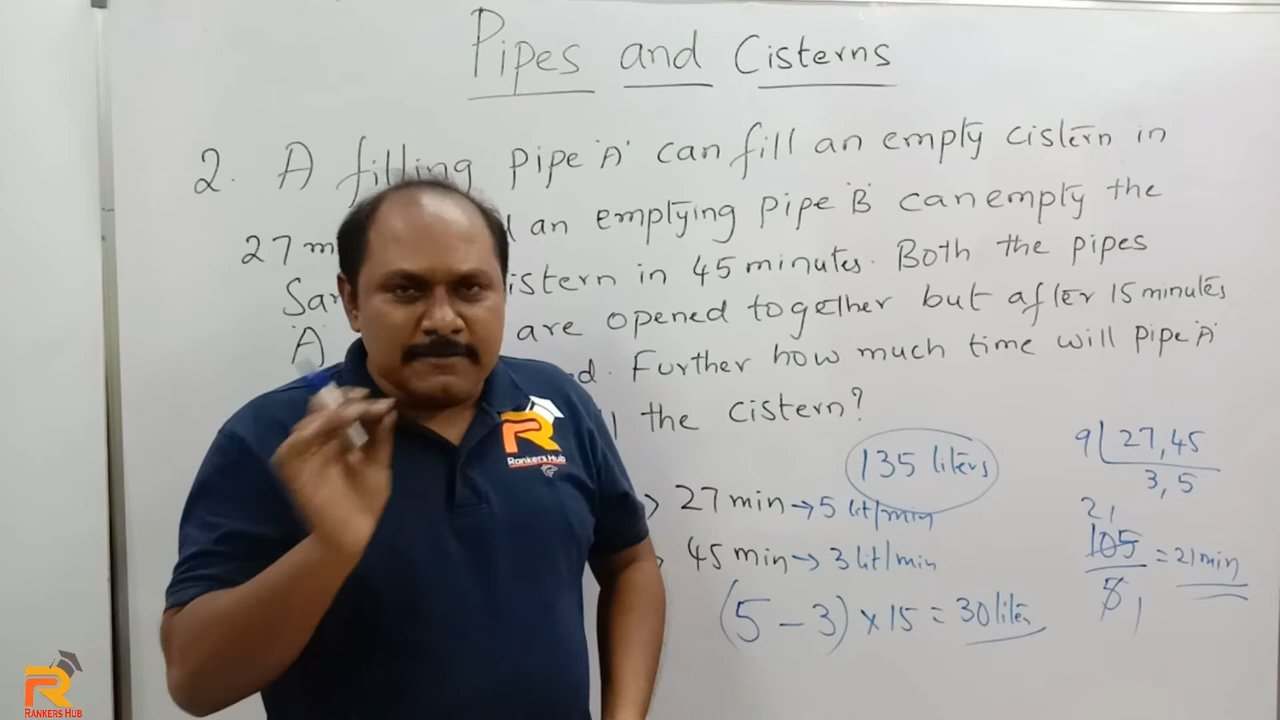 Pipes and Cisterns
2. A filling pipe 'A' can fill an empty cistern in
27 m an emptying pipe 'B' can empty the
Sa istern in 45 minutes. Both the pipes
'A' are opened together but after 15 minutes
d. Further how much time will pipe 'A'
l the cistern?
135 liters
9 27, 45
3, 5
27 min → 5 lit/min
45 min → 3 lit/min
(5 - 3) × 15 = 30 liter
21
105
5 1
= 21 min
R
Rankers Hub
RANKERS HUB